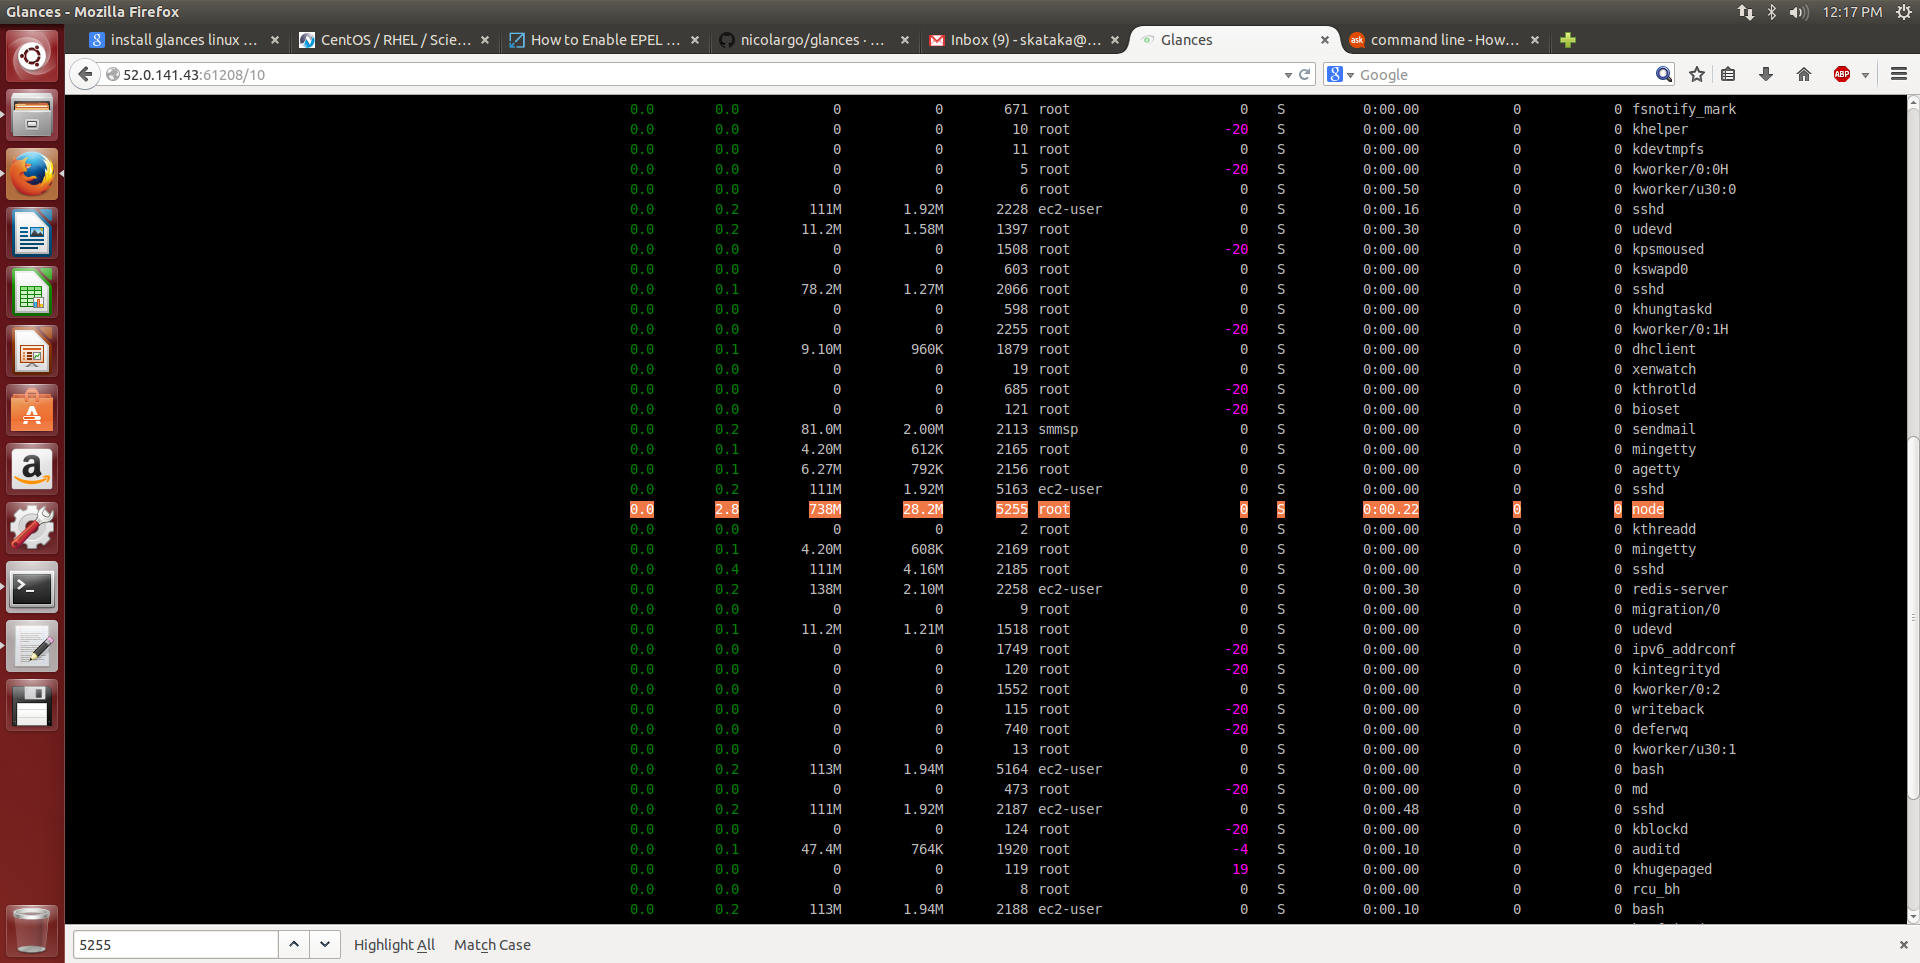 Glances - Mozilla Firefox
12:17 PM
install glances linux ...
CentOS / RHEL / Scie...
How to Enable EPEL ...
nicolargo/glances · ...
Inbox (9) - skataka@...
Glances
ask
command line - How...
52.0.141.43:61208/10
8
Google
ABP
0.0 0.0 0 0 671 root 0 S 0:00.00 0 0 fsnotify_mark
0.0 0.0 0 0 10 root -20 S 0:00.00 0 0 khelper
0.0 0.0 0 0 11 root 0 S 0:00.00 0 0 kdevtmpfs
0.0 0.0 0 0 5 root -20 S 0:00.00 0 0 kworker/0:0H
0.0 0.0 0 0 6 root 0 S 0:00.50 0 0 kworker/u30:0
0.0 0.2 111M 1.92M 2228 ec2-user 0 S 0:00.16 0 0 sshd
0.0 0.2 11.2M 1.58M 1397 root 0 S 0:00.30 0 0 udevd
0.0 0.0 0 0 1508 root -20 S 0:00.00 0 0 kpsmoused
0.0 0.0 0 0 603 root 0 S 0:00.00 0 0 kswapd0
0.0 0.1 78.2M 1.27M 2066 root 0 S 0:00.00 0 0 sshd
0.0 0.0 0 0 598 root 0 S 0:00.00 0 0 khungtaskd
0.0 0.0 0 0 2255 root -20 S 0:00.00 0 0 kworker/0:1H
0.0 0.1 9.10M 960K 1879 root 0 S 0:00.00 0 0 dhclient
0.0 0.0 0 0 19 root 0 S 0:00.00 0 0 xenwatch
0.0 0.0 0 0 685 root -20 S 0:00.00 0 0 kthrotld
0.0 0.0 0 0 121 root -20 S 0:00.00 0 0 bioset
0.0 0.2 81.0M 2.00M 2113 smmsp 0 S 0:00.00 0 0 sendmail
0.0 0.1 4.20M 612K 2165 root 0 S 0:00.00 0 0 mingetty
0.0 0.1 6.27M 792K 2156 root 0 S 0:00.00 0 0 agetty
0.0 0.2 111M 1.92M 5163 ec2-user 0 S 0:00.00 0 0 sshd
0.0 2.8 738M 28.2M 5255 root 0 S 0:00.22 0 0 node
0.0 0.0 0 0 2 root 0 S 0:00.00 0 0 kthreadd
0.0 0.1 4.20M 608K 2169 root 0 S 0:00.00 0 0 mingetty
0.0 0.4 111M 4.16M 2185 root 0 S 0:00.00 0 0 sshd
0.0 0.2 138M 2.10M 2258 ec2-user 0 S 0:00.30 0 0 redis-server
0.0 0.0 0 0 9 root 0 S 0:00.00 0 0 migration/0
0.0 0.1 11.2M 1.21M 1518 root 0 S 0:00.00 0 0 udevd
0.0 0.0 0 0 1749 root -20 S 0:00.00 0 0 ipv6_addrconf
0.0 0.0 0 0 120 root -20 S 0:00.00 0 0 kintegrityd
0.0 0.0 0 0 1552 root 0 S 0:00.00 0 0 kworker/0:2
0.0 0.0 0 0 115 root -20 S 0:00.00 0 0 writeback
0.0 0.0 0 0 740 root -20 S 0:00.00 0 0 deferwq
0.0 0.0 0 0 13 root 0 S 0:00.00 0 0 kworker/u30:1
0.0 0.2 113M 1.94M 5164 ec2-user 0 S 0:00.00 0 0 bash
0.0 0.0 0 0 473 root -20 S 0:00.00 0 0 md
0.0 0.2 111M 1.92M 2187 ec2-user 0 S 0:00.48 0 0 sshd
0.0 0.0 0 0 124 root -20 S 0:00.00 0 0 kblockd
0.0 0.1 47.4M 764K 1920 root -4 S 0:00.10 0 0 auditd
0.0 0.0 0 0 119 root 19 S 0:00.00 0 0 khugepaged
0.0 0.0 0 0 8 root 0 S 0:00.00 0 0 rcu_bh
0.0 0.2 113M 1.94M 2188 ec2-user 0 S 0:00.10 0 0 bash
5255
Highlight All
Match Case